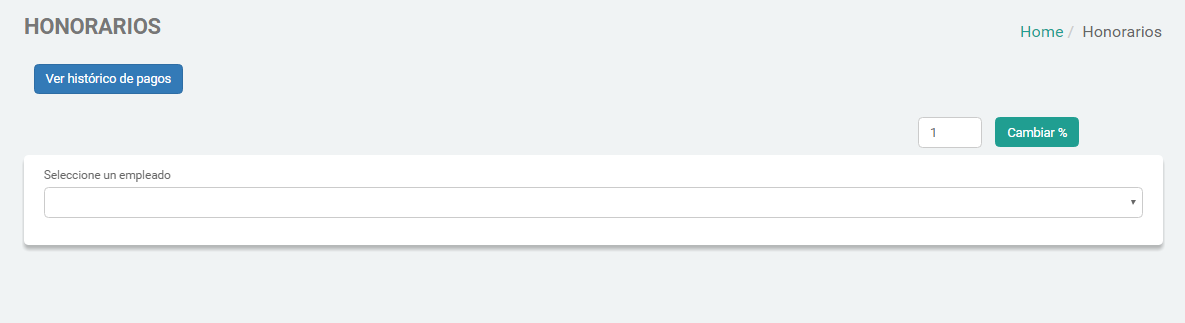 HONORARIOS
Home / Honorarios
Ver histórico de pagos
1 Cambiar %
Seleccione un empleado